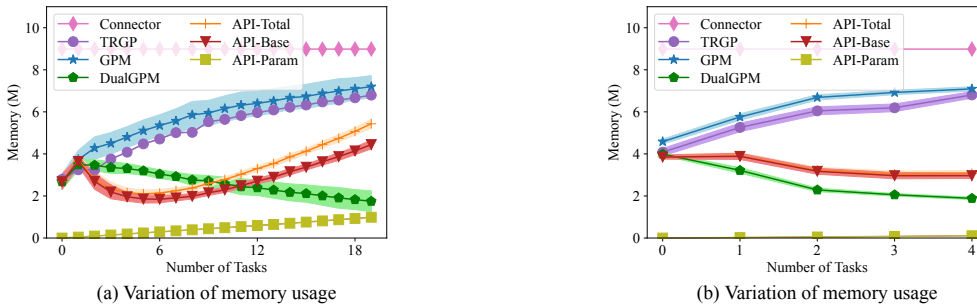 Connector
TRGP
GPM
DualGPM
API-Total
API-Base
API-Param
10
8
6
4
2
0
Memory (M)
0 6 12 18
Number of Tasks
(a) Variation of memory usage
Connector
TRGP
GPM
DualGPM
API-Total
API-Base
API-Param
10
8
6
4
2
0
Memory (M)
0 1 2 3 4
Number of Tasks
(b) Variation of memory usage